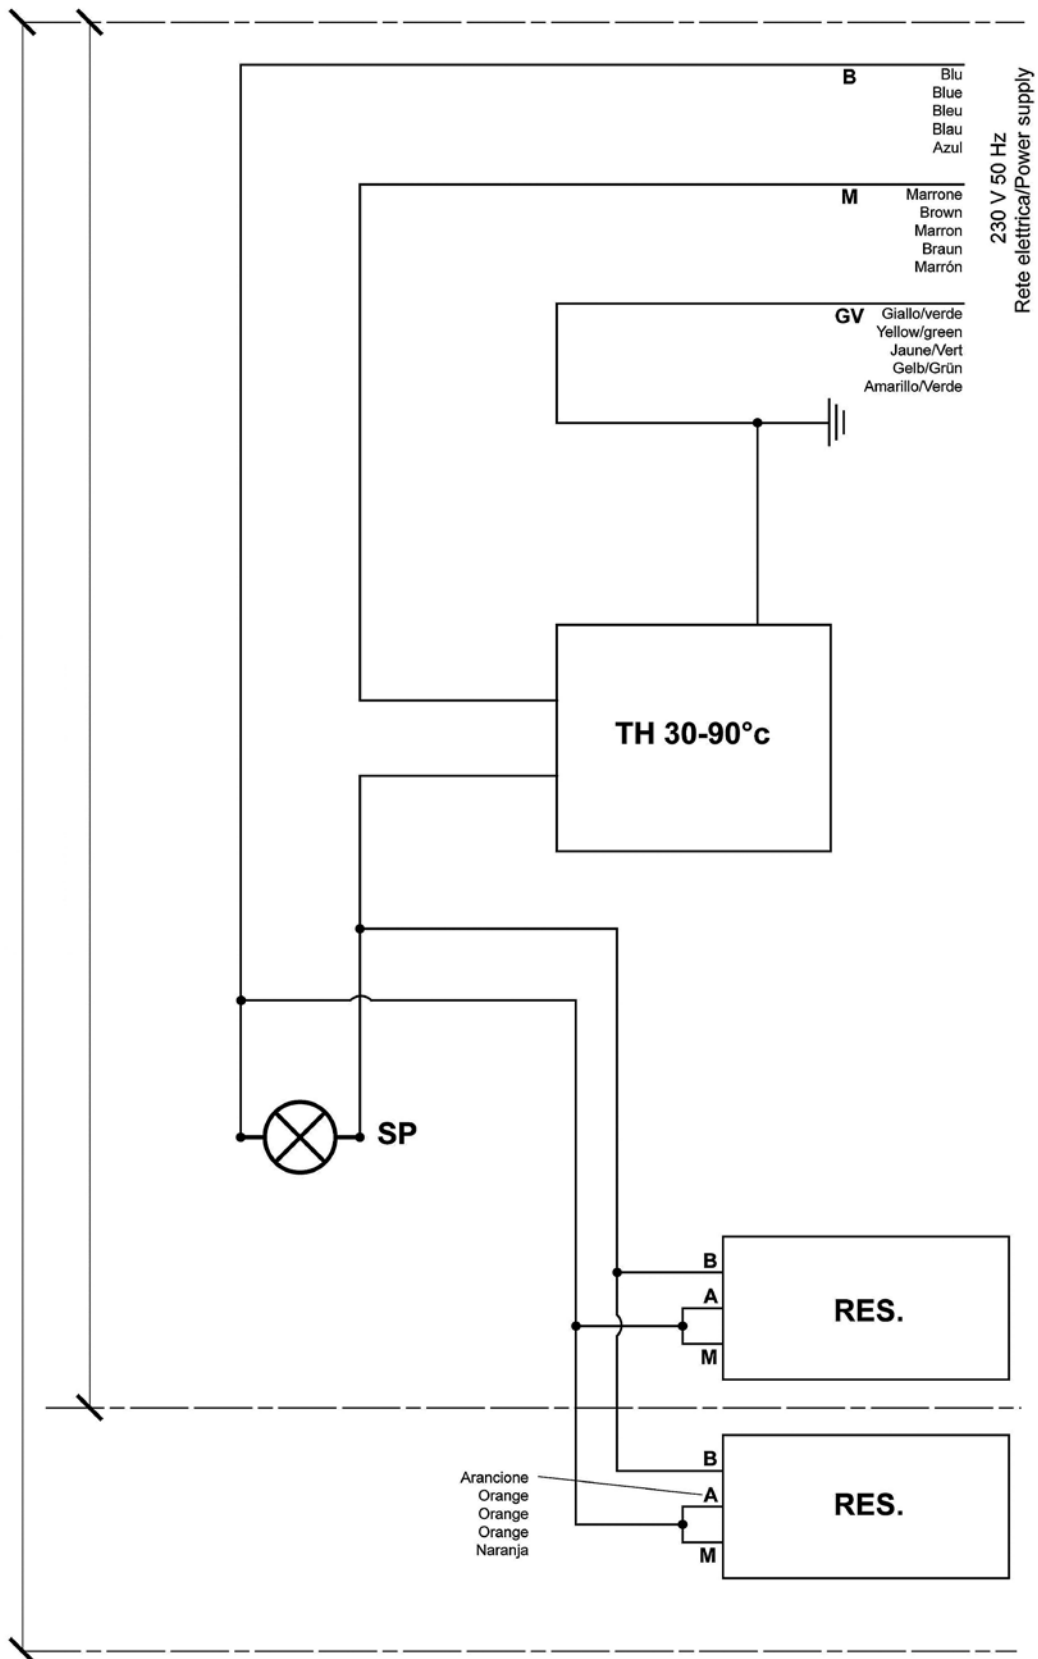 B
Blu
Blue
Bleu
Blau
Azul
230 V 50 Hz
Rete elettrica/Power supply
M
Marrone
Brown
Marron
Braun
Marrón
GV
Giallo/verde
Yellow/green
Jaune/Vert
Gelb/Grün
Amarillo/Verde
TH 30-90°c
SP
B
A
M
RES.
Arancione
Orange
Orange
Orange
Naranja
B
A
M
RES.